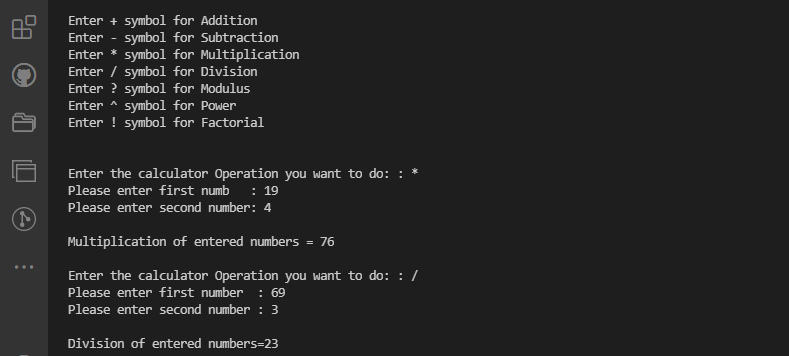 Enter + symbol for Addition
Enter - symbol for Subtraction
Enter * symbol for Multiplication
Enter / symbol for Division
Enter ? symbol for Modulus
Enter ^ symbol for Power
Enter ! symbol for Factorial
Enter the calculator Operation you want to do: : *
Please enter first numb   : 19
Please enter second number: 4
Multiplication of entered numbers = 76
Enter the calculator Operation you want to do: : /
Please enter first number  : 69
Please enter second number : 3
Division of entered numbers=23